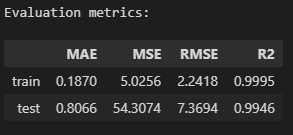 Evaluation metrics:
MAE MSE RMSE R2
train 0.1870 5.0256 2.2418 0.9995
test 0.8066 54.3074 7.3694 0.9946